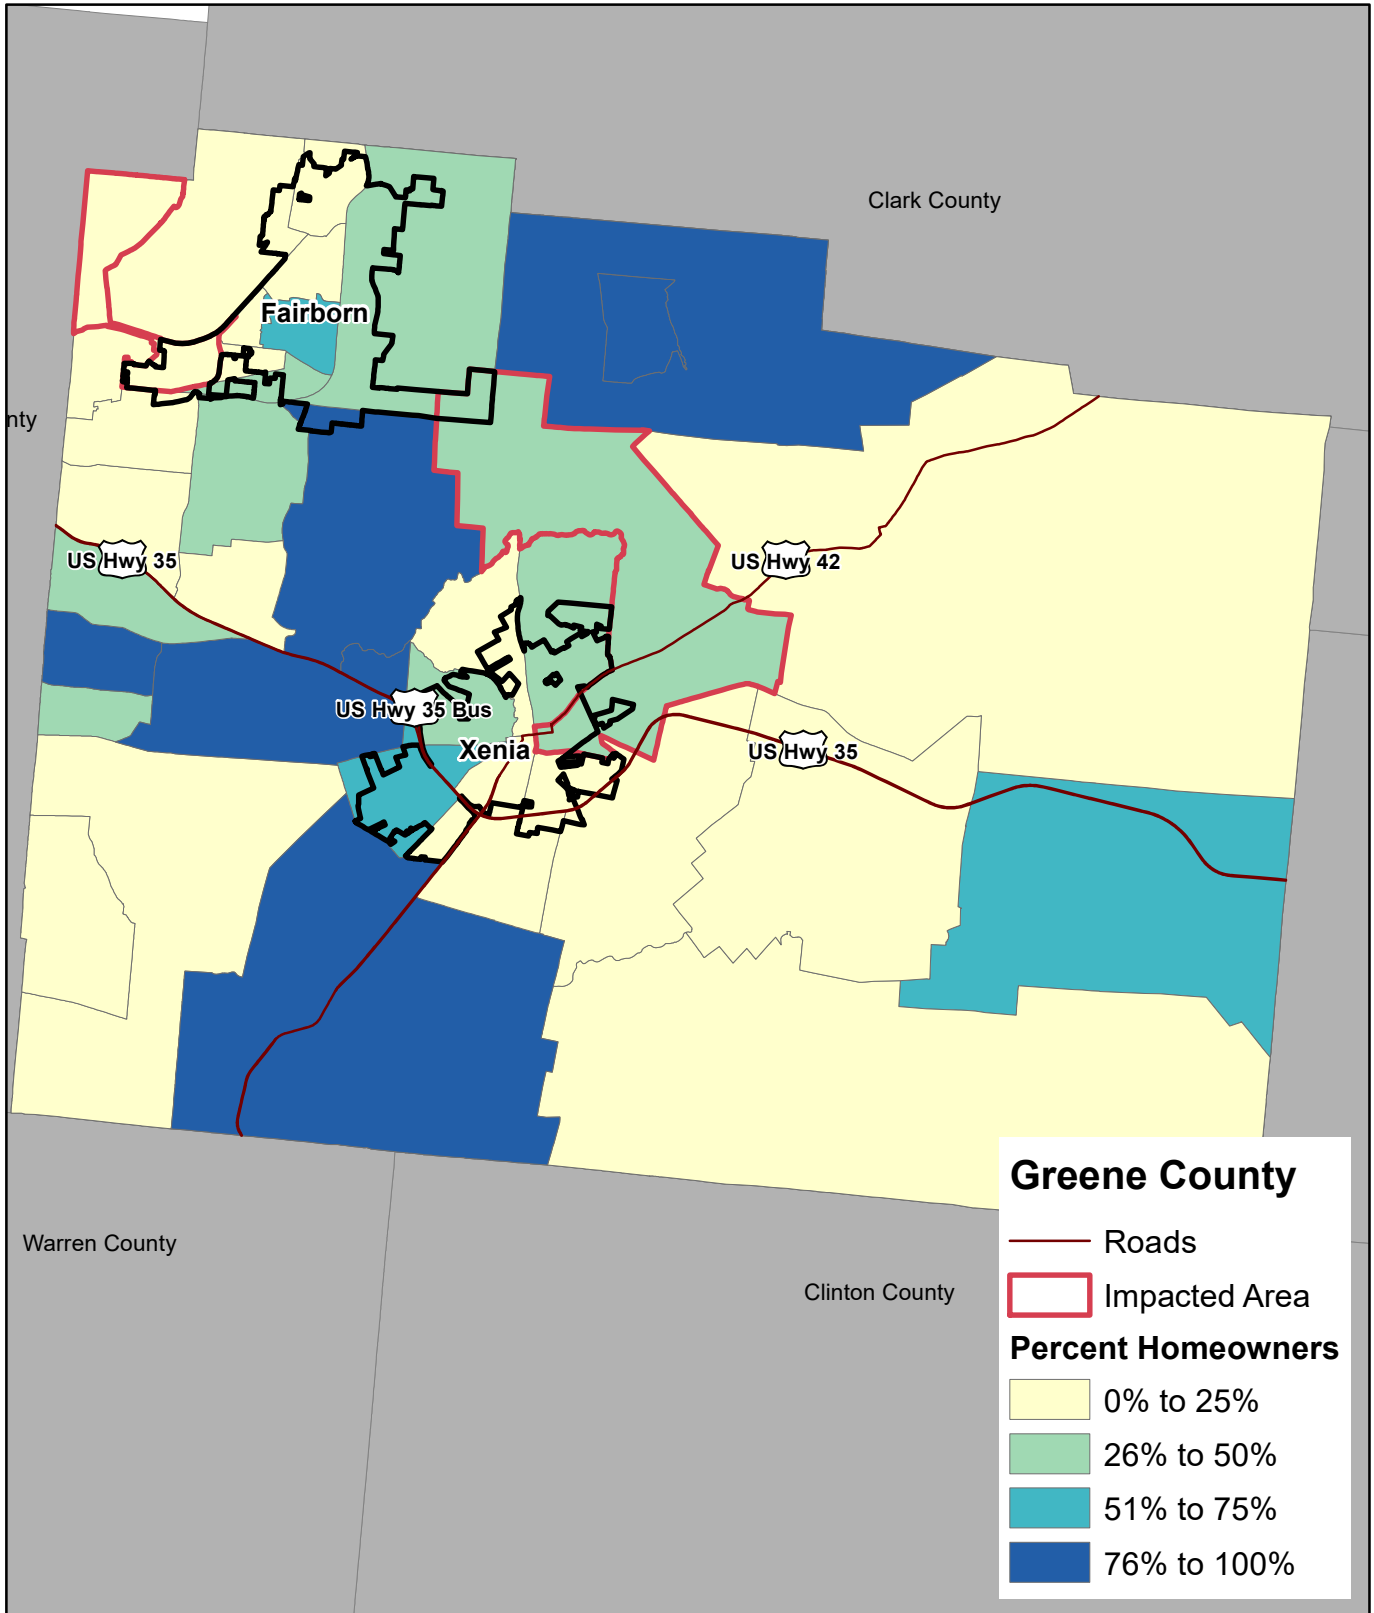 Clark County
Fairborn
nty
US Hwy 35
US Hwy 42
US Hwy 35 Bus
Xenia
US Hwy 35
Greene County
Roads
Impacted Area
Percent Homeowners
0% to 25%
26% to 50%
51% to 75%
76% to 100%
Warren County
Clinton County